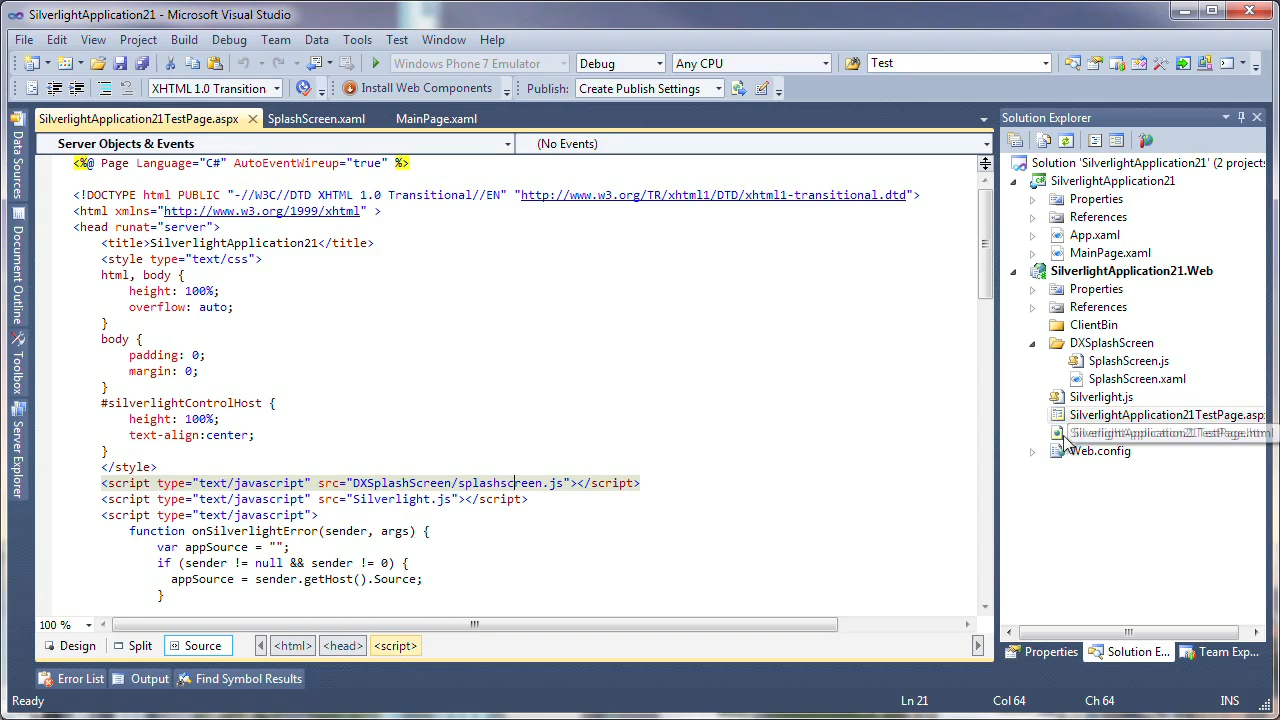 SilverlightApplication21 - Microsoft Visual Studio
File Edit View Project Build Debug Team Data Tools Test Window Help
Windows Phone 7 Emulator Debug Any CPU Test
XHTML 1.0 Transition Install Web Components Publish: Create Publish Settings
SilverlightApplication21TestPage.aspx SplashScreen.xaml MainPage.xaml
Server Objects & Events (No Events)
<%@ Page Language="C#" AutoEventWireup="true" %>
<!DOCTYPE html PUBLIC "-//W3C//DTD XHTML 1.0 Transitional//EN" "http://www.w3.org/TR/xhtml1/DTD/xhtml1-transitional.dtd">
<html xmlns="http://www.w3.org/1999/xhtml" >
<head runat="server">
<title>SilverlightApplication21</title>
<style type="text/css">
html, body {
height: 100%;
overflow: auto;
}
body {
padding: 0;
margin: 0;
}
#silverlightControlHost {
height: 100%;
text-align:center;
}
</style>
<script type="text/javascript" src="DXSplashScreen/splashscreen.js"></script>
<script type="text/javascript" src="Silverlight.js"></script>
<script type="text/javascript">
function onSilverlightError(sender, args) {
var appSource = "";
if (sender != null && sender != 0) {
appSource = sender.getHost().Source;
}
100 %
Design Split Source <html> <head> <script>
Error List Output Find Symbol Results
Ready Ln 21 Col 64 Ch 64 INS
Data Sources
Document Outline
Toolbox
Server Explorer
Solution Explorer
Solution 'SilverlightApplication21' (2 projects
SilverlightApplication21
Properties
References
App.xaml
MainPage.xaml
SilverlightApplication21.Web
Properties
References
ClientBin
DXSplashScreen
SplashScreen.js
SplashScreen.xaml
Silverlight.js
SilverlightApplication21TestPage.asp
SilverlightApplication21TestPage.html
Web.config
Properties Solution E... Team Exp...